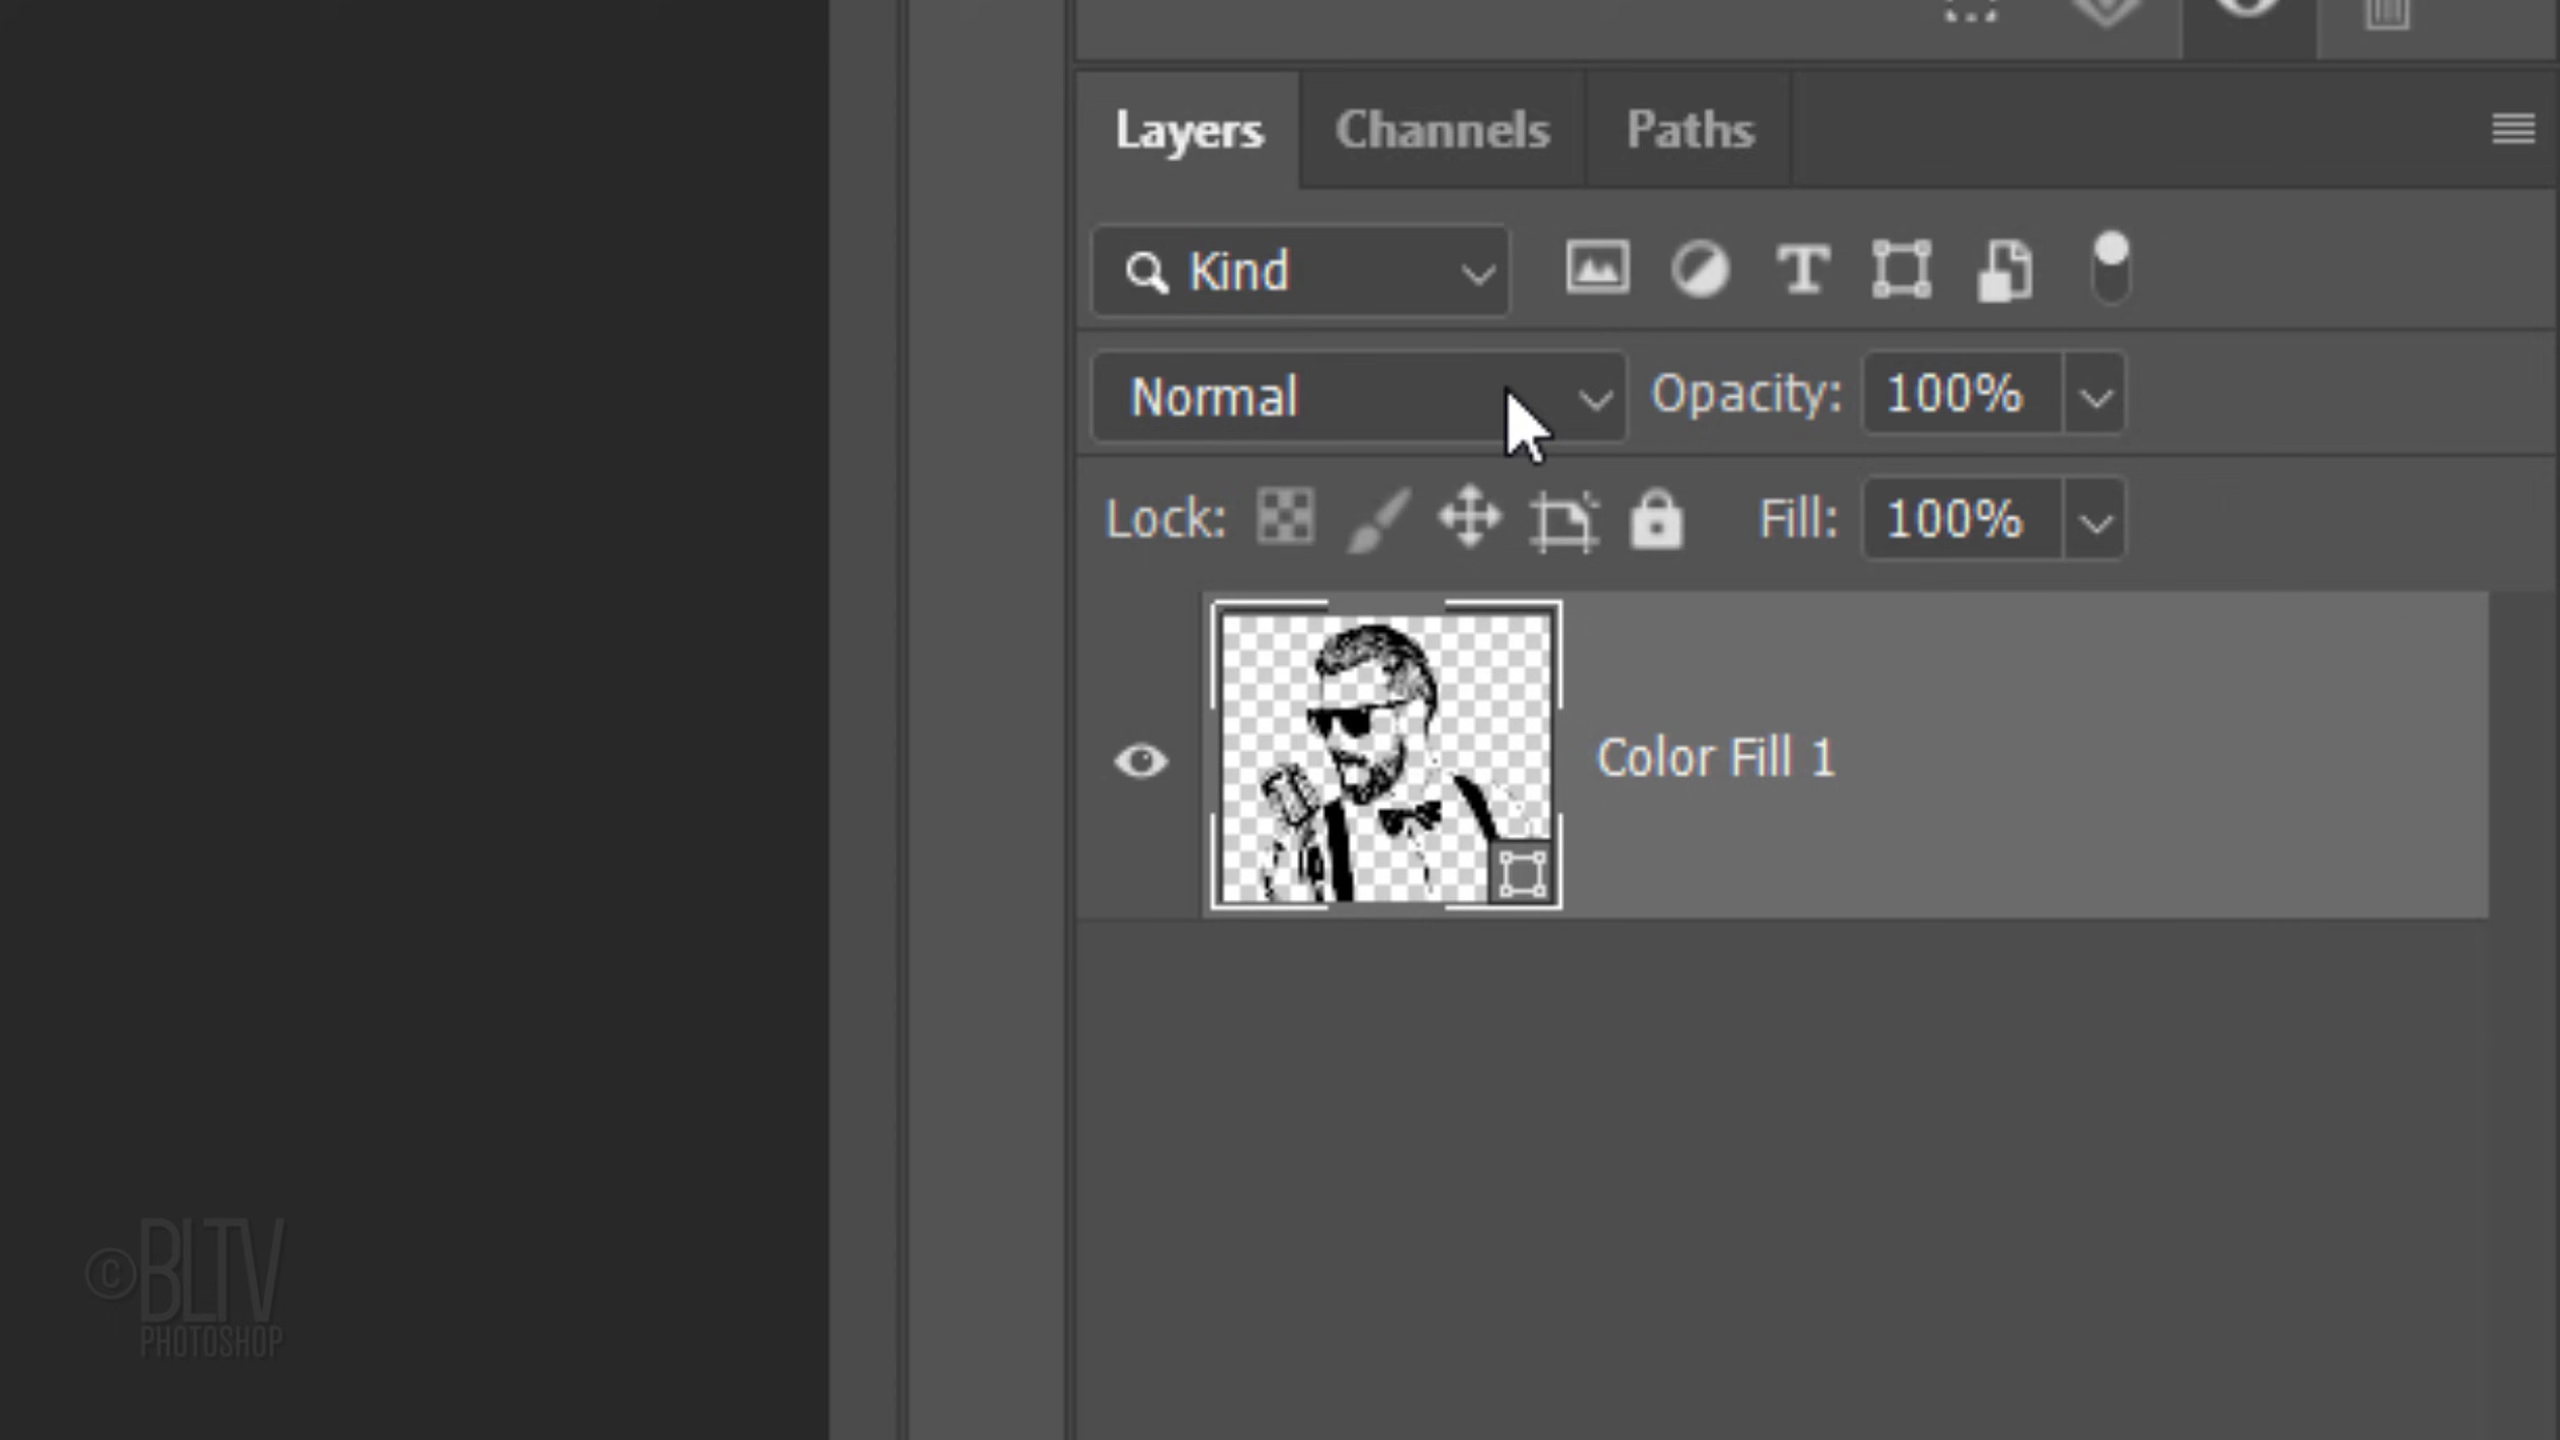 Layers Channels Paths
Kind
Normal Opacity: 100%
Lock: Fill: 100%
Color Fill 1
©BLTV
PHOTOSHOP